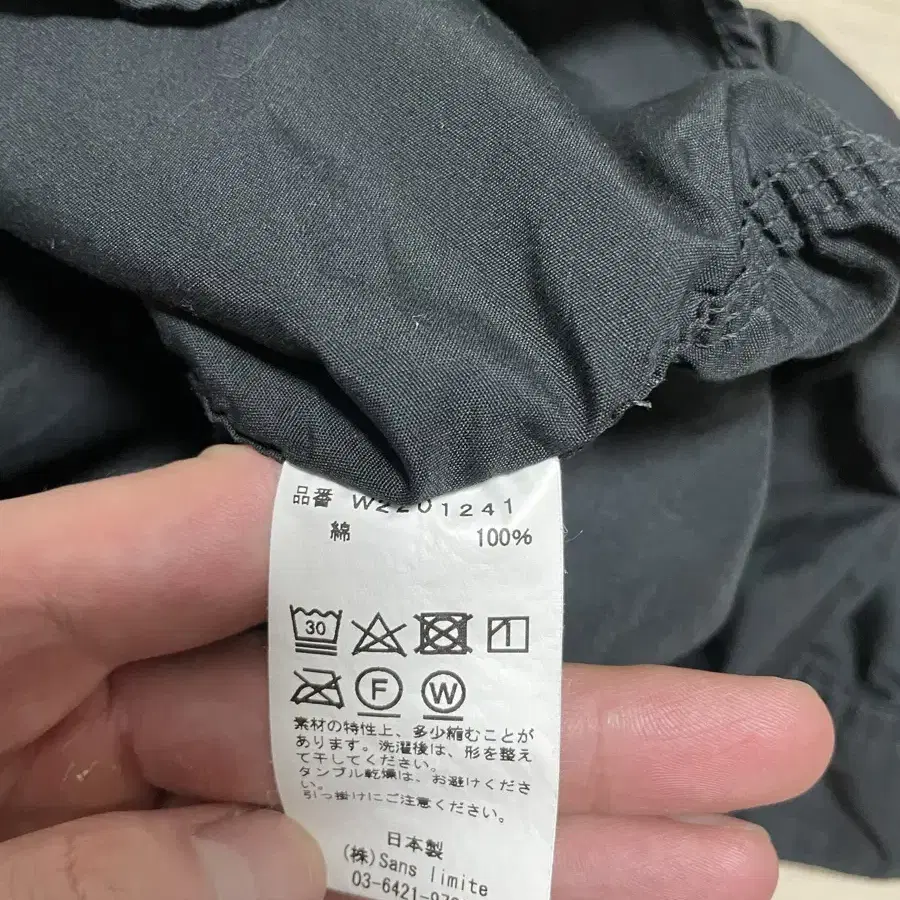 品番 W2201241
綿 100%
30
F W
素材の特性上、多少縮むことが
あります。洗濯後は、形を整え
て干してください。
タンブル乾燥は、お避けくださ
い。
引っ掛けにご注意ください。
日本製
(株)Sans limite
03-6421-